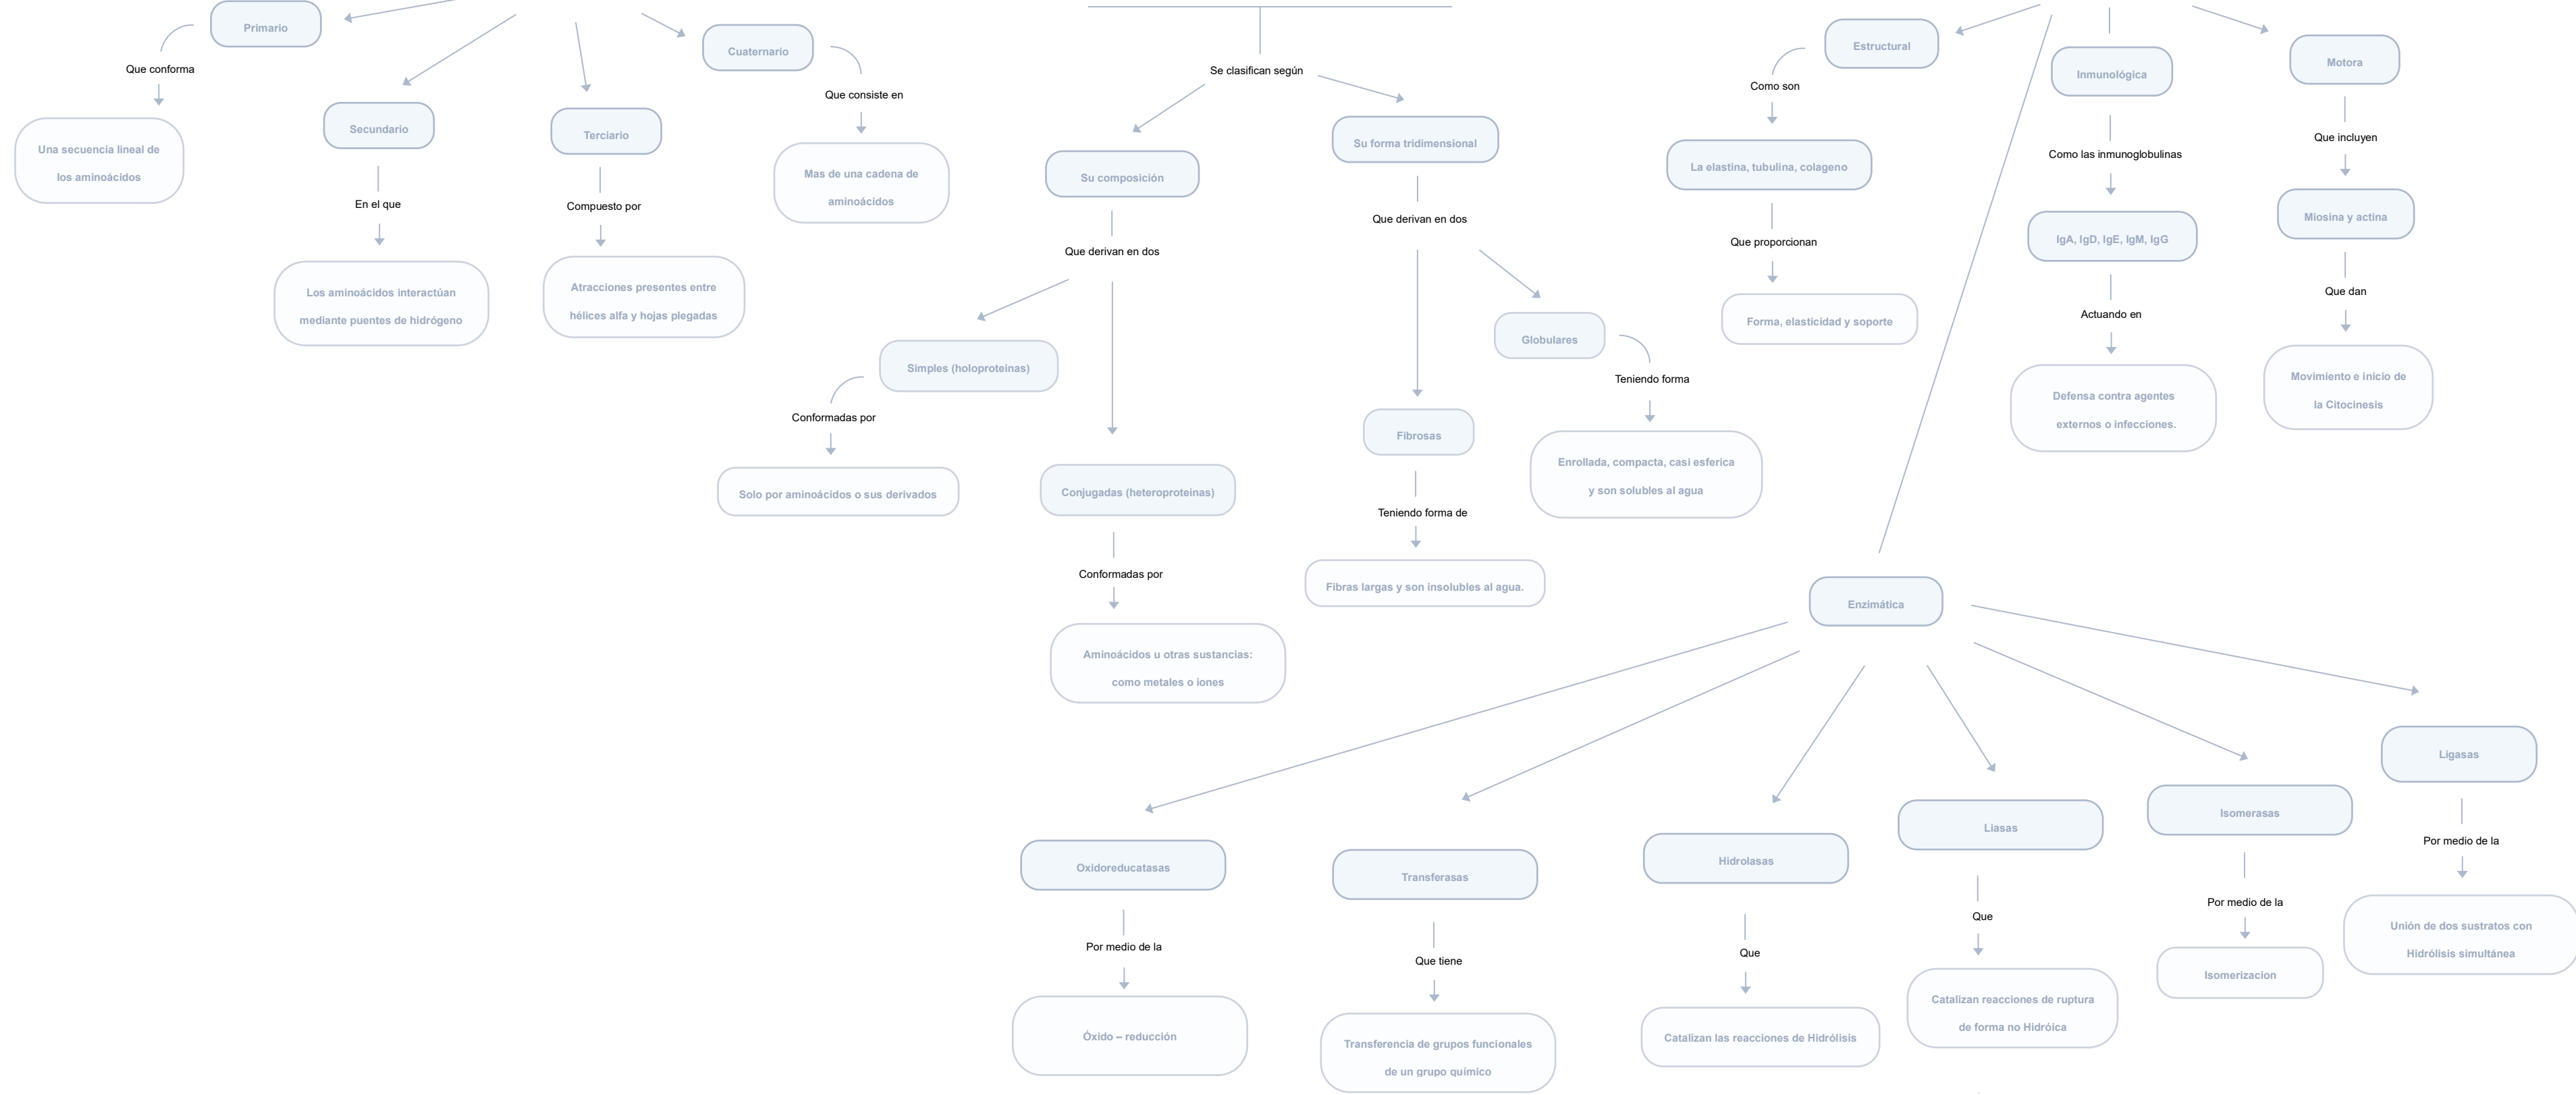 Primario
Que conforma
Una secuencia lineal de
los aminoácidos
Secundario
En el que
Los aminoácidos interactúan
mediante puentes de hidrógeno
Terciario
Compuesto por
Atracciones presentes entre
hélices alfa y hojas plegadas
Cuaternario
Que consiste en
Mas de una cadena de
aminoácidos
Se clasifican según
Su composición
Que derivan en dos
Simples (holoproteinas)
Conformadas por
Solo por aminoácidos o sus derivados
Conjugadas (heteroproteinas)
Conformadas por
Aminoácidos u otras sustancias:
como metales o iones
Su forma tridimensional
Que derivan en dos
Fibrosas
Teniendo forma de
Fibras largas y son insolubles al agua.
Globulares
Teniendo forma
Enrollada, compacta, casi esferica
y son solubles al agua
Estructural
Como son
La elastina, tubulina, colageno
Que proporcionan
Forma, elasticidad y soporte
Inmunológica
Como las inmunoglobulinas
IgA, IgD, IgE, IgM, IgG
Actuando en
Defensa contra agentes
externos o infecciones.
Motora
Que incluyen
Miosina y actina
Que dan
Movimiento e inicio de
la Citocinesis
Enzimática
Oxidoreducatasas
Por medio de la
Óxido – reducción
Transferasas
Que tiene
Transferencia de grupos funcionales
de un grupo químico
Hidrolasas
Que
Catalizan las reacciones de Hidrólisis
Liasas
Que
Catalizan reacciones de ruptura
de forma no Hidróica
Isomerasas
Por medio de la
Isomerizacion
Ligasas
Por medio de la
Unión de dos sustratos con
Hidrólisis simultánea